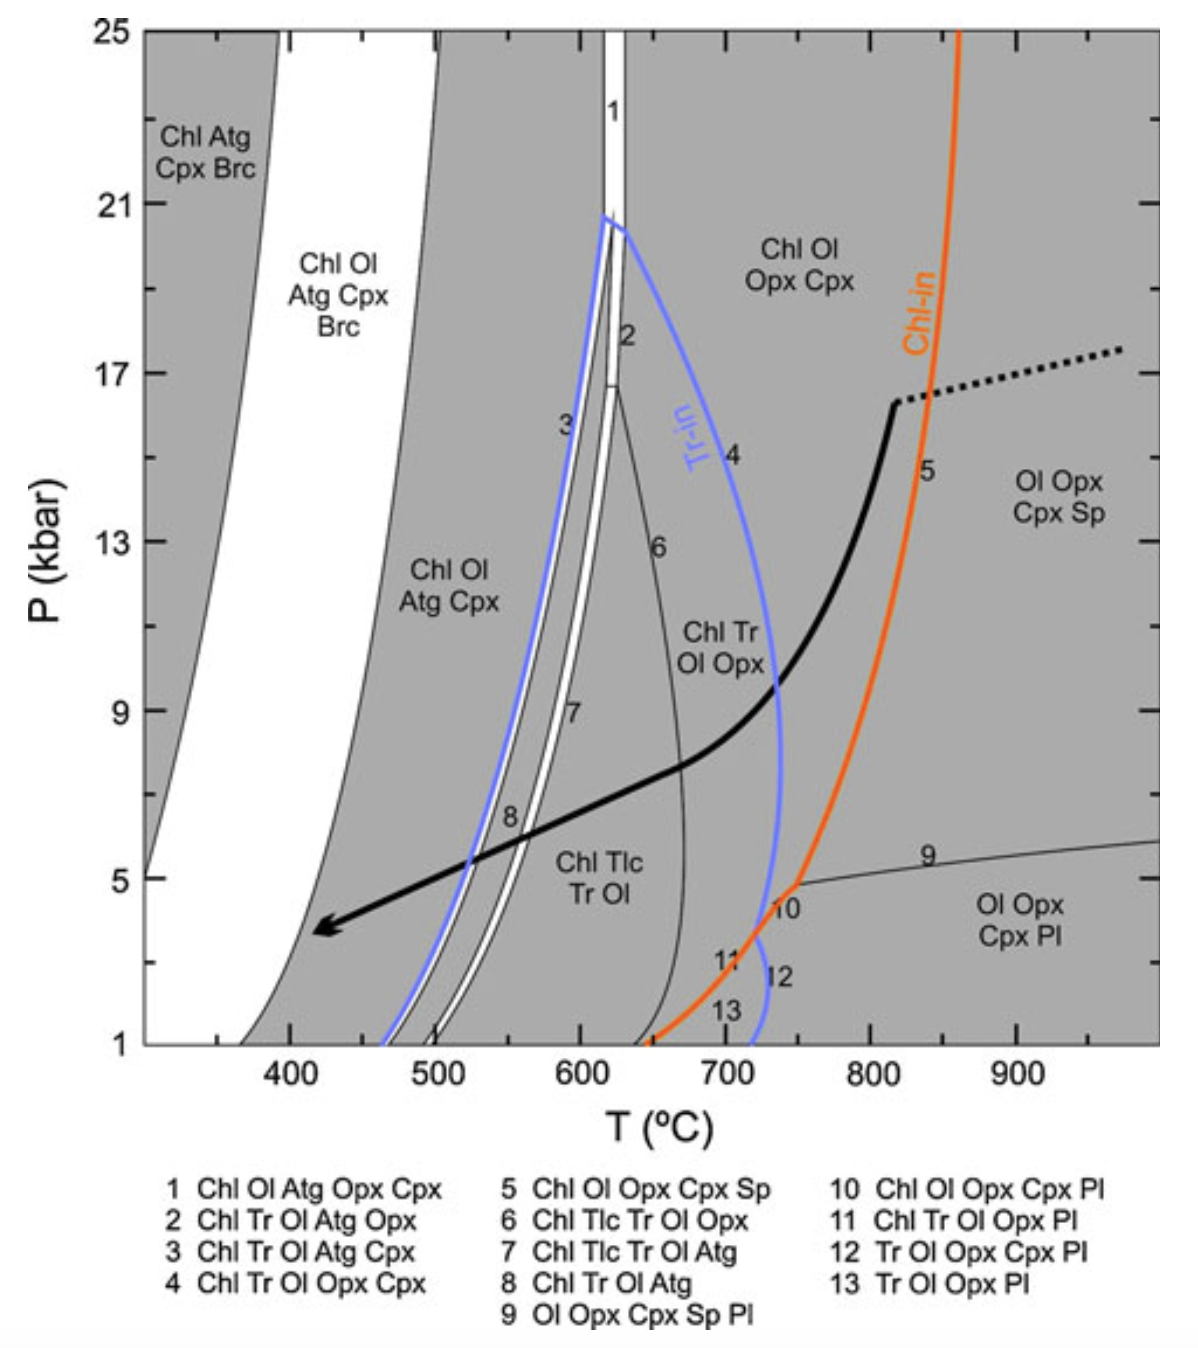 25
21
17
13
9
5
1
P (kbar)
Chl Atg
Cpx Brc
Chl Ol
Atg Cpx
Brc
Chl Ol
Atg Cpx
1
2
3
Tr-in
4
Chl Ol
Opx Cpx
Chl-in
5
Ol Opx
Cpx Sp
6
Chl Tr
Ol Opx
7
8
Chl Tlc
Tr Ol
9
10
Ol Opx
Cpx Pl
11
12
13
400 500 600 700 800 900
T (ºC)
1 Chl Ol Atg Opx Cpx
2 Chl Tr Ol Atg Opx
3 Chl Tr Ol Atg Cpx
4 Chl Tr Ol Opx Cpx
5 Chl Ol Opx Cpx Sp
6 Chl Tlc Tr Ol Opx
7 Chl Tlc Tr Ol Atg
8 Chl Tr Ol Atg
9 Ol Opx Cpx Sp Pl
10 Chl Ol Opx Cpx Pl
11 Chl Tr Ol Opx Pl
12 Tr Ol Opx Cpx Pl
13 Tr Ol Opx Pl